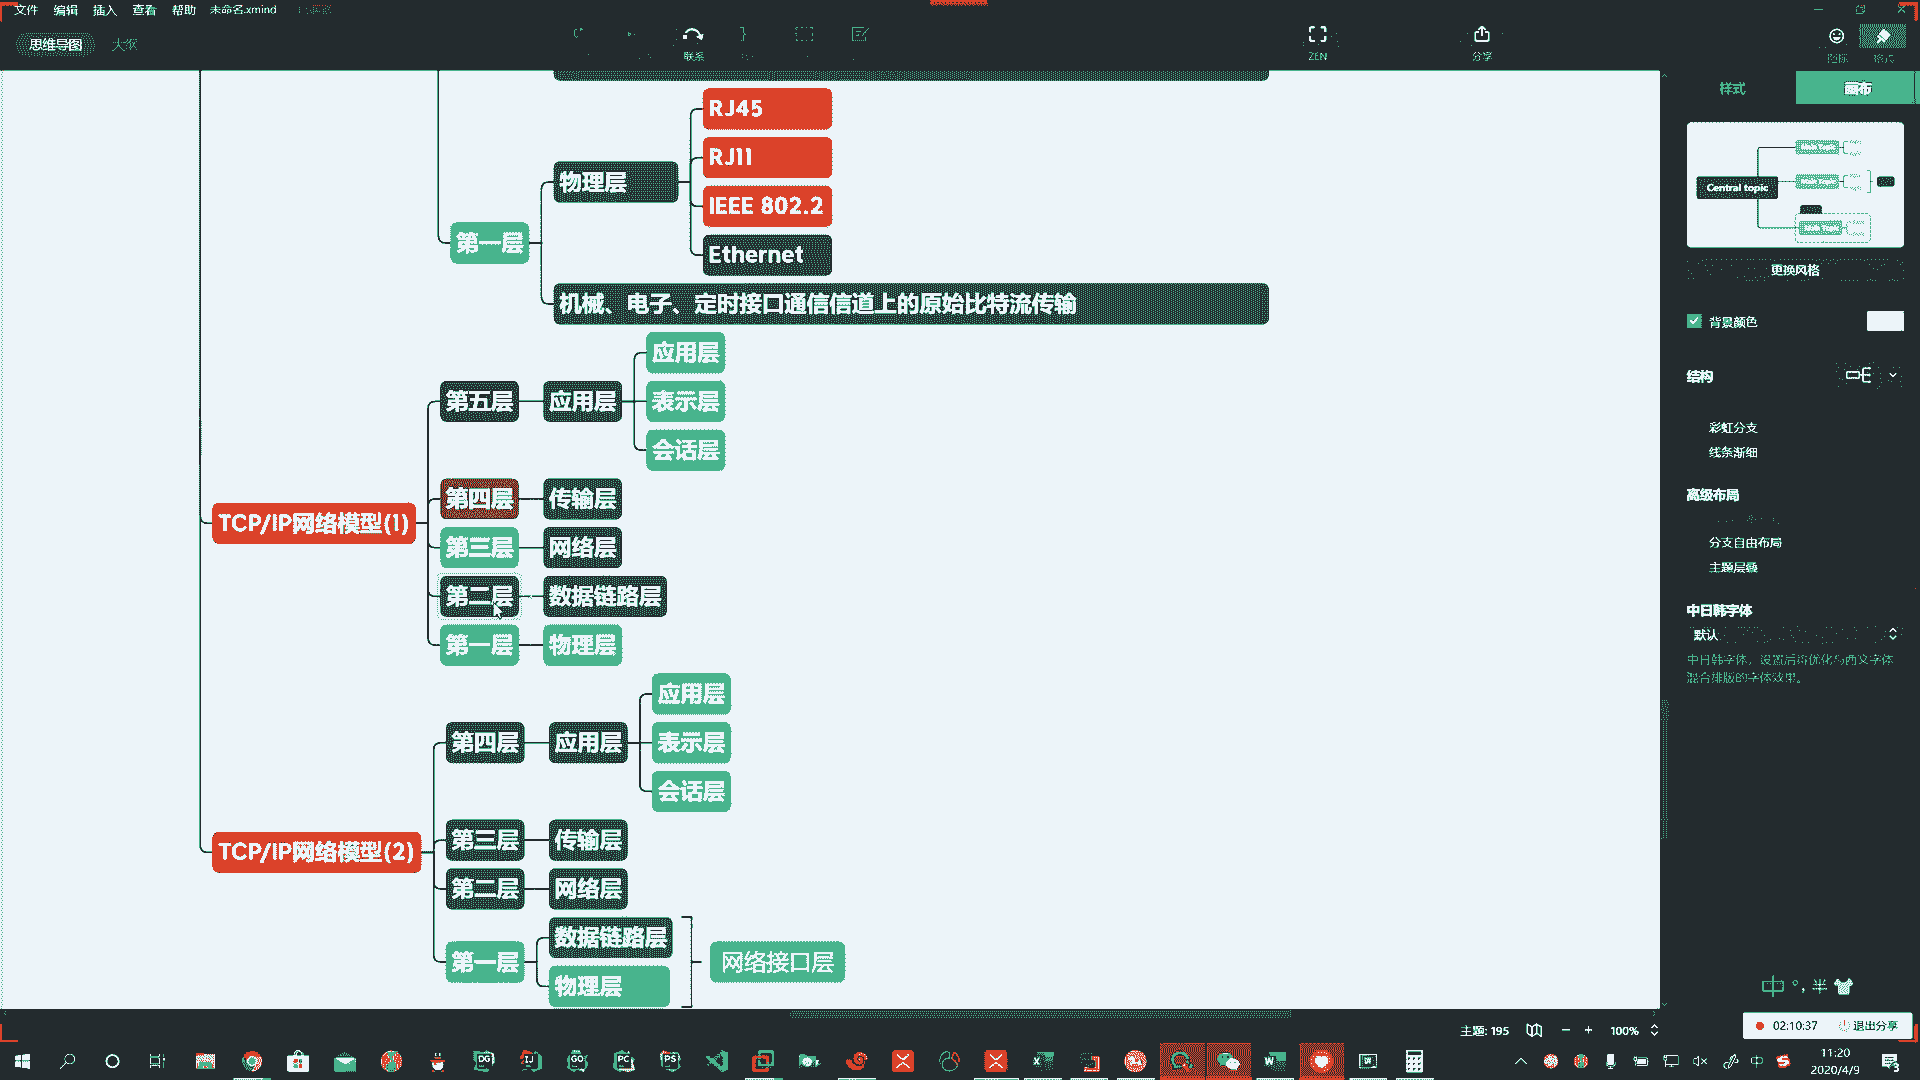 文件 编辑 插入 查看 帮助 未命名.xmind
思维导图 大纲
联系 ZEN 分享 图标 格式
样式 画布
RJ45
RJ11
物理层
IEEE 802.2
第一层
Ethernet
机械、电子、定时接口通信信道上的原始比特流传输
应用层
第五层 应用层 表示层
会话层
第四层 传输层
TCP/IP网络模型(1)
第三层 网络层
第二层 数据链路层
第一层 物理层
应用层
第四层 应用层 表示层
会话层
第三层 传输层
TCP/IP网络模型(2)
第二层 网络层
数据链路层
第一层 网络接口层
物理层
Central topic
更换风格
背景颜色
结构
彩虹分支
线条渐细
高级布局
分支自由布局
主题层叠
中日韩字体
默认
中日韩字体，设置后将优化与西文字体
混合排版的字体效果。
中 °, 半
02:10:37 退出分享
主题: 195 100%
11:20
2020/4/9